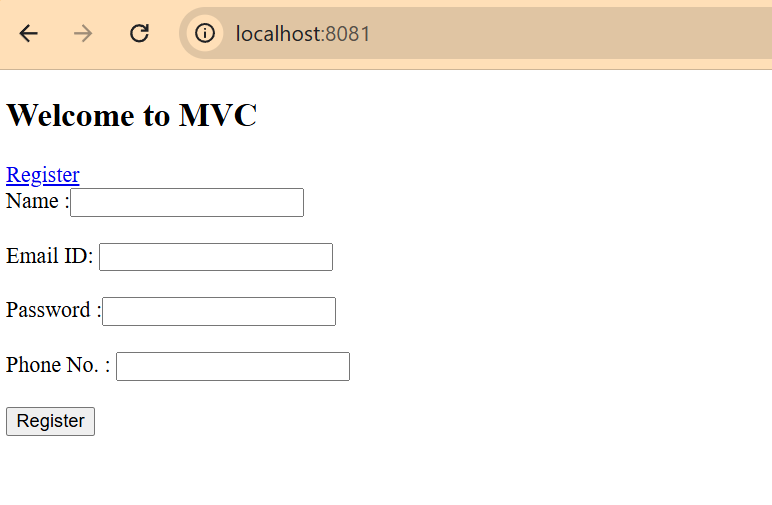 localhost:8081
Welcome to MVC
Register
Name :
Email ID:
Password :
Phone No. :
Register